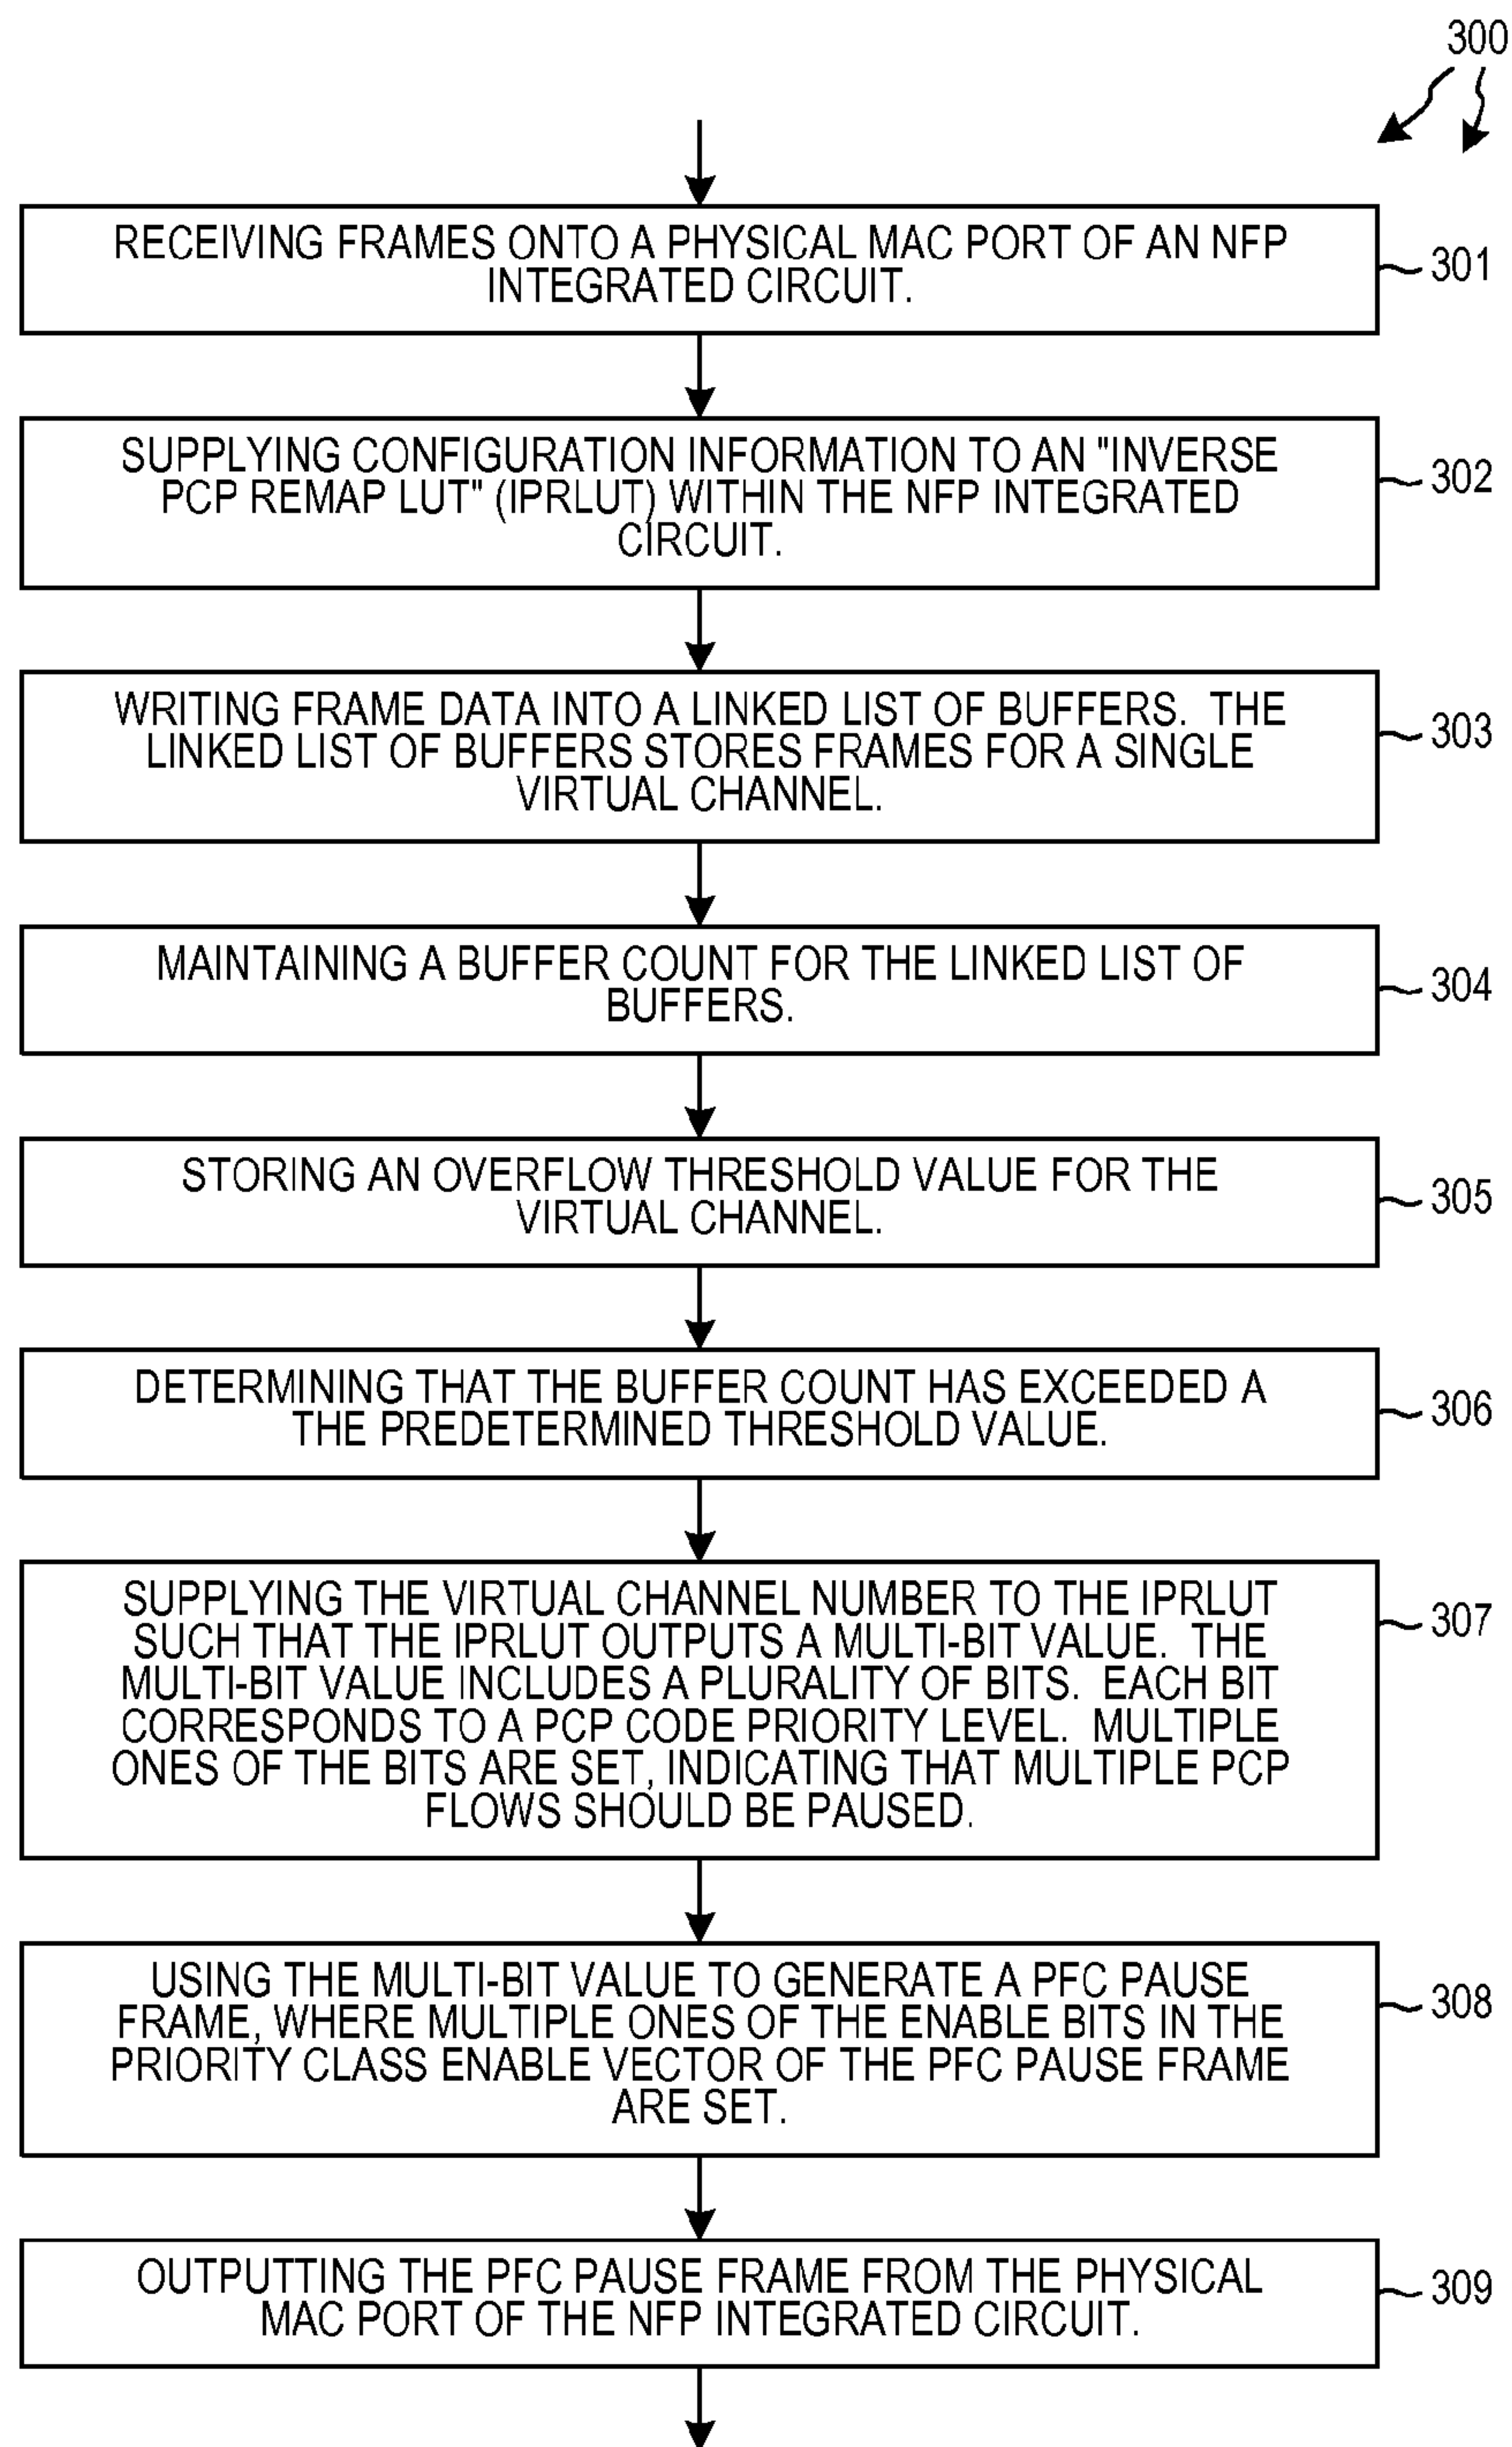 300
RECEIVING FRAMES ONTO A PHYSICAL MAC PORT OF AN NFP
INTEGRATED CIRCUIT.
301
SUPPLYING CONFIGURATION INFORMATION TO AN "INVERSE
PCP REMAP LUT" (IPRLUT) WITHIN THE NFP INTEGRATED
CIRCUIT.
302
WRITING FRAME DATA INTO A LINKED LIST OF BUFFERS. THE
LINKED LIST OF BUFFERS STORES FRAMES FOR A SINGLE
VIRTUAL CHANNEL.
303
MAINTAINING A BUFFER COUNT FOR THE LINKED LIST OF
BUFFERS.
304
STORING AN OVERFLOW THRESHOLD VALUE FOR THE
VIRTUAL CHANNEL.
305
DETERMINING THAT THE BUFFER COUNT HAS EXCEEDED A
THE PREDETERMINED THRESHOLD VALUE.
306
SUPPLYING THE VIRTUAL CHANNEL NUMBER TO THE IPRLUT
SUCH THAT THE IPRLUT OUTPUTS A MULTI-BIT VALUE. THE
MULTI-BIT VALUE INCLUDES A PLURALITY OF BITS. EACH BIT
CORRESPONDS TO A PCP CODE PRIORITY LEVEL. MULTIPLE
ONES OF THE BITS ARE SET, INDICATING THAT MULTIPLE PCP
FLOWS SHOULD BE PAUSED.
307
USING THE MULTI-BIT VALUE TO GENERATE A PFC PAUSE
FRAME, WHERE MULTIPLE ONES OF THE ENABLE BITS IN THE
PRIORITY CLASS ENABLE VECTOR OF THE PFC PAUSE FRAME
ARE SET.
308
OUTPUTTING THE PFC PAUSE FRAME FROM THE PHYSICAL
MAC PORT OF THE NFP INTEGRATED CIRCUIT.
309